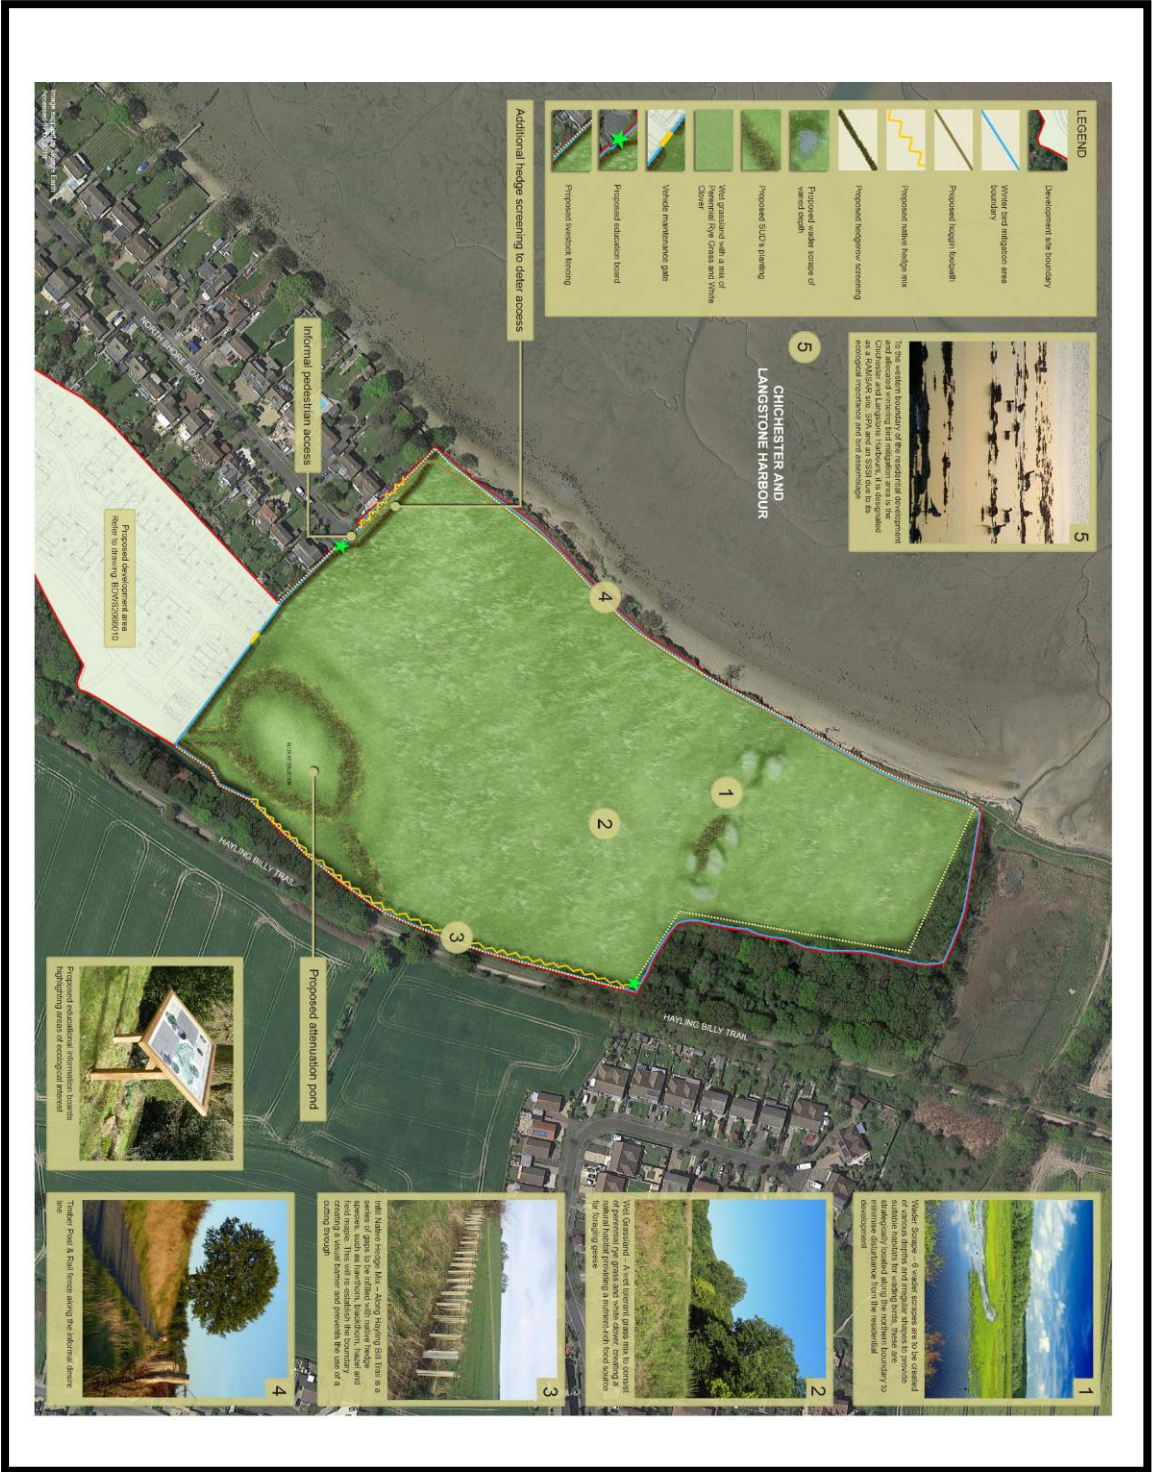 LEGEND
Development site boundary
Winter bird mitigation area
boundary
Proposed hoggin footpath
Proposed native hedge mix
Proposed hedgerow screening
Proposed wader scrape of
varied depth
Proposed SUD's planting
Wet grassland with a mix of
Perennial Rye Grass and White
Clover
Vehicle maintenance gate
Proposed education board
Proposed livestock fencing
5
To the western boundary of the residential development
and allocated wintering bird mitigation area is the
Chichester and Langstone Harbours, it is designated
as a RAMSAR site, SPA and an SSSI due to its
ecological importance and bird assemblage
5
CHICHESTER AND
LANGSTONE HARBOUR
Additional hedge screening to deter access
Informal pedestrian access
NORTH SHORE ROAD
Proposed development area
Refer to drawing: BDWS2066010
4
1
2
3
HAYLING BILLY TRAIL
HAYLING BILLY TRAIL
Proposed attenuation pond
Proposed educational information boards
highlighting areas of ecological interest
1
Wader Scrape – 6 wader scrapes are to be created
of various depths and irregular shapes to provide
suitable habitats for wading birds, these are
strategically located along the northern boundary to
minimise disturbance from the residential
development
2
Wet Grassland – A wet tolerant grass mix to consist
of perennial rye grass and white clover, creating a
natural habitat providing a nutrient-rich food source
for foraging geese
3
Infill Native Hedge Mix – Along Hayling Bill Trail is a
series of gaps to be infilled with native hedge
species, such as hawthorn, blackthorn, hazel and
field maple. This will re-establish the boundary
creating a visual barrier and prevents the use of a
cutting through
4
Timber Post & Rail fence along the informal desire
line